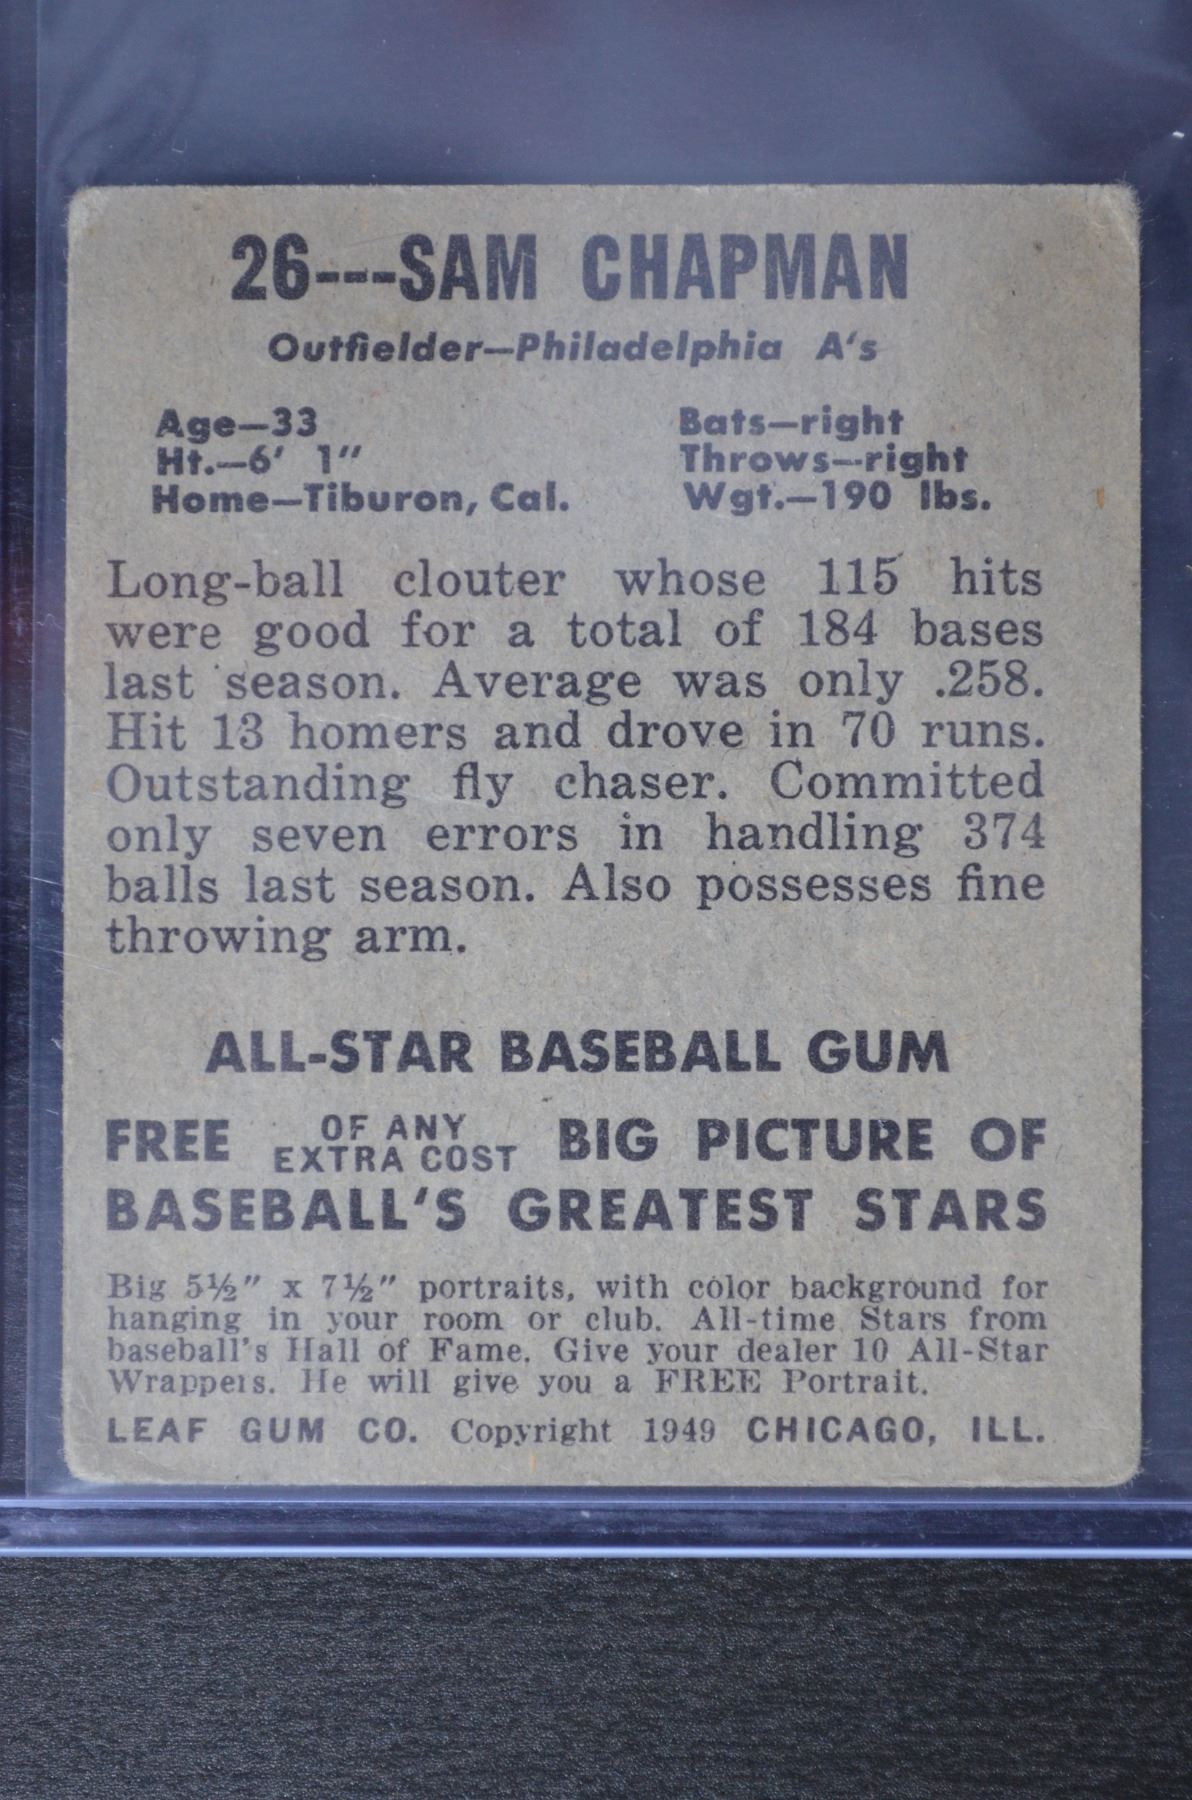 26---SAM CHAPMAN
Outfielder—Philadelphia A's
Age—33 Bats—right
Ht.—6' 1" Throws—right
Home—Tiburon, Cal. Wgt.—190 lbs.
Long-ball clouter whose 115 hits
were good for a total of 184 bases
last season. Average was only .258.
Hit 13 homers and drove in 70 runs.
Outstanding fly chaser. Committed
only seven errors in handling 374
balls last season. Also possesses fine
throwing arm.
ALL-STAR BASEBALL GUM
FREE OF ANY EXTRA COST BIG PICTURE OF
BASEBALL'S GREATEST STARS
Big 5½" x 7½" portraits, with color background for
hanging in your room or club. All-time Stars from
baseball's Hall of Fame. Give your dealer 10 All-Star
Wrappers. He will give you a FREE Portrait.
LEAF GUM CO. Copyright 1949 CHICAGO, ILL.